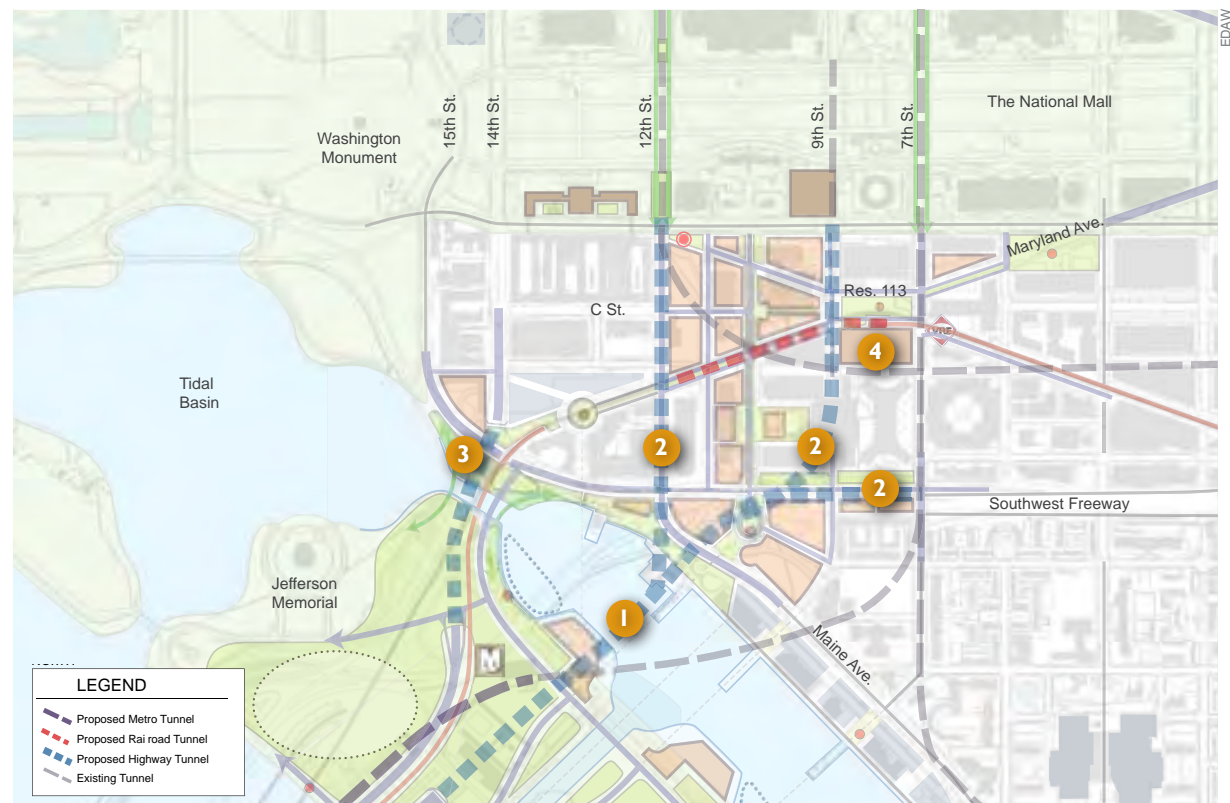 EDAW
15th St.
14th St.
12th St.
9th St.
7th St.
The National Mall
Washington
Monument
Maryland Ave.
Res. 113
C St.
VRE
4
Tidal
Basin
3
2
2
2
Southwest Freeway
Jefferson
Memorial
1
Maine Ave.
M
LEGEND
Proposed Metro Tunnel
Proposed Rai road Tunnel
Proposed Highway Tunnel
Existing Tunnel